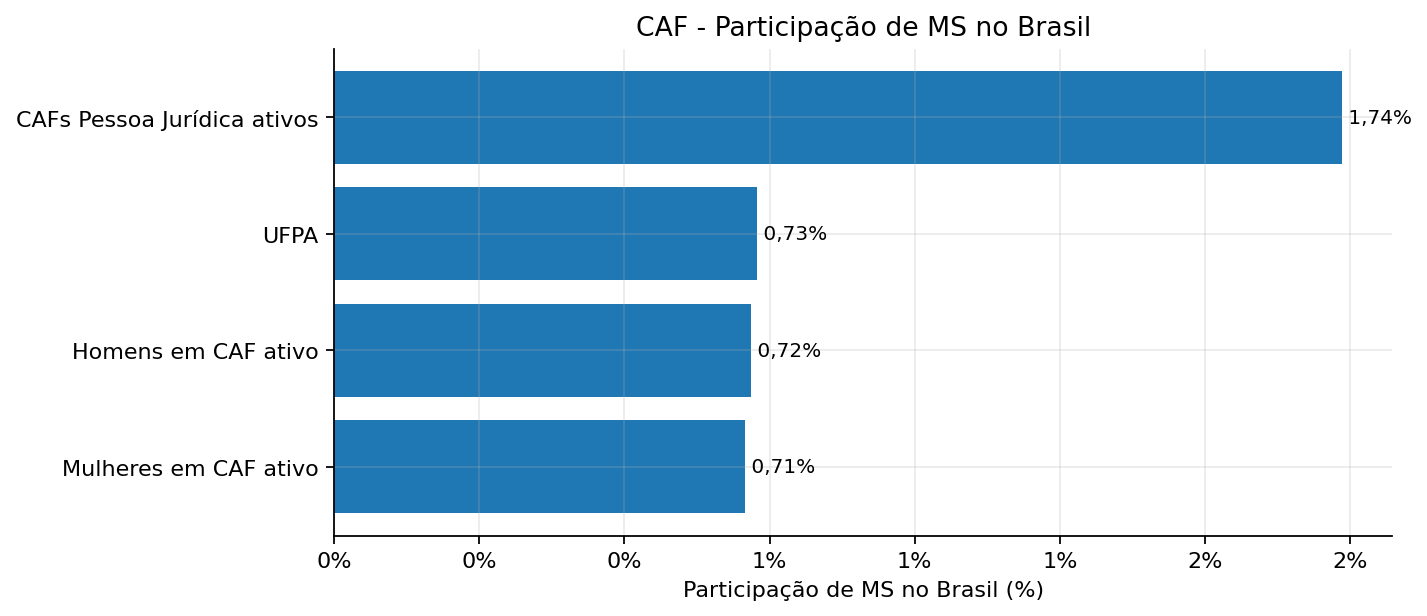 CAF - Participação de MS no Brasil
CAFs Pessoa Jurídica ativos
1,74%
UFPA
0,73%
Homens em CAF ativo
0,72%
Mulheres em CAF ativo
0,71%
0% 0% 0% 1% 1% 1% 2% 2%
Participação de MS no Brasil (%)